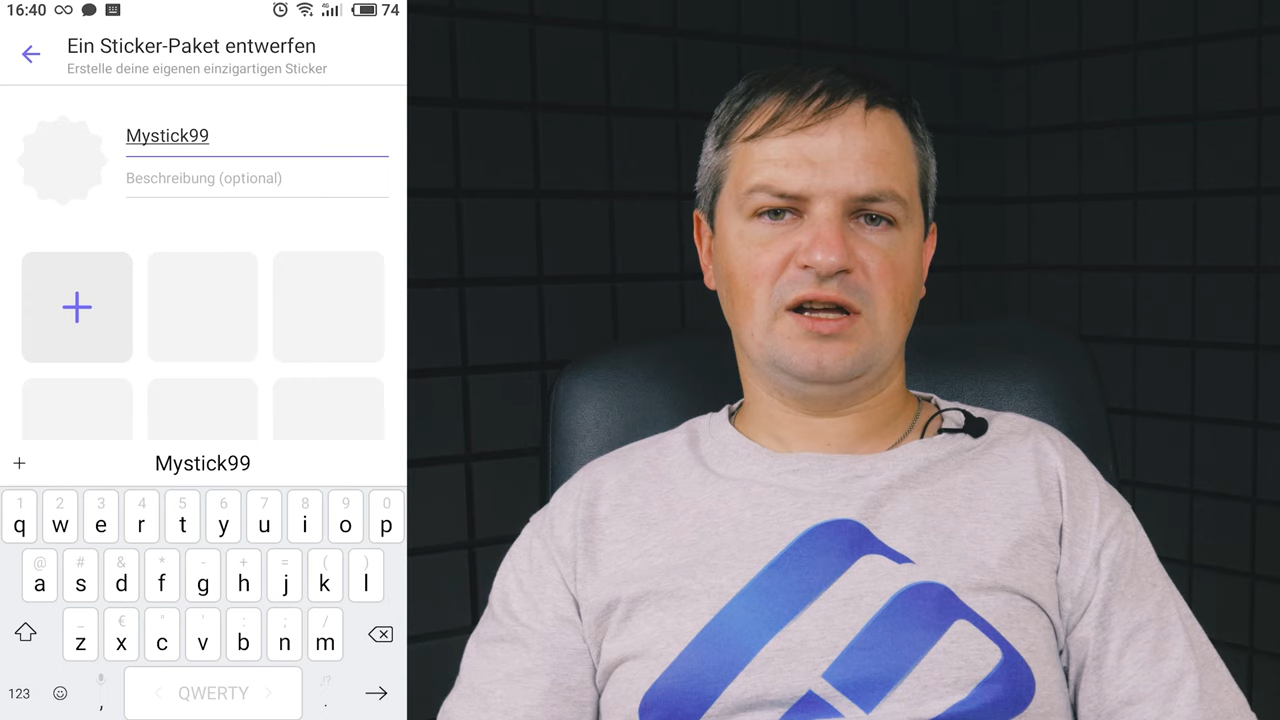 16:40 74
Ein Sticker-Paket entwerfen
Erstelle deine eigenen einzigartigen Sticker
Mystick99
Beschreibung (optional)
+ Mystick99
1 2 3 4 5 6 7 8 9 0
q w e r t y u i o p
@ # & * - + = ( )
a s d f g h j k l
_ € " ' : ; /
z x c v b n m
!?
123 , QWERTY .